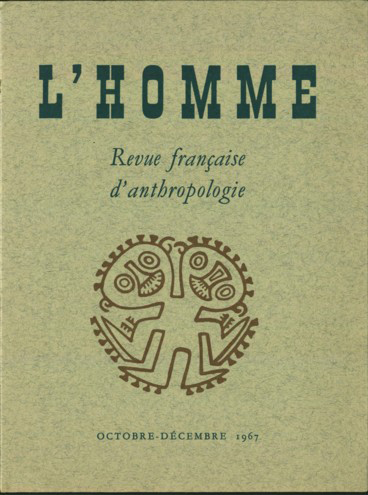 L'HOMME
Revue française
d'anthropologie
OCTOBRE-DÉCEMBRE 1967